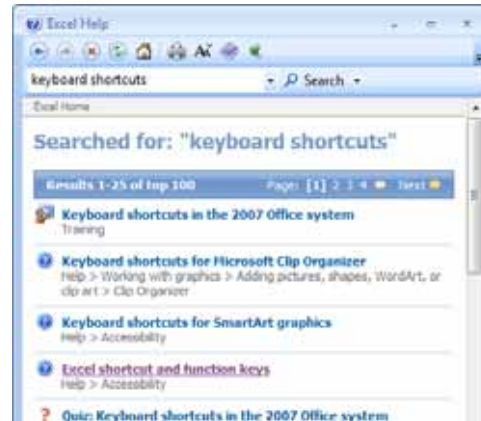 Excel Help
keyboard shortcuts
Search
Excel Home
Searched for: "keyboard shortcuts"
Results 1-25 of top 100 Page: [1] 2 3 4 Next
Keyboard shortcuts in the 2007 Office system
Training
Keyboard shortcuts for Microsoft Clip Organizer
Help > Working with graphics > Adding pictures, shapes, WordArt, or
clip art > Clip Organizer
Keyboard shortcuts for SmartArt graphics
Help > Accessibility
Excel shortcut and function keys
Help > Accessibility
Quiz: Keyboard shortcuts in the 2007 Office system